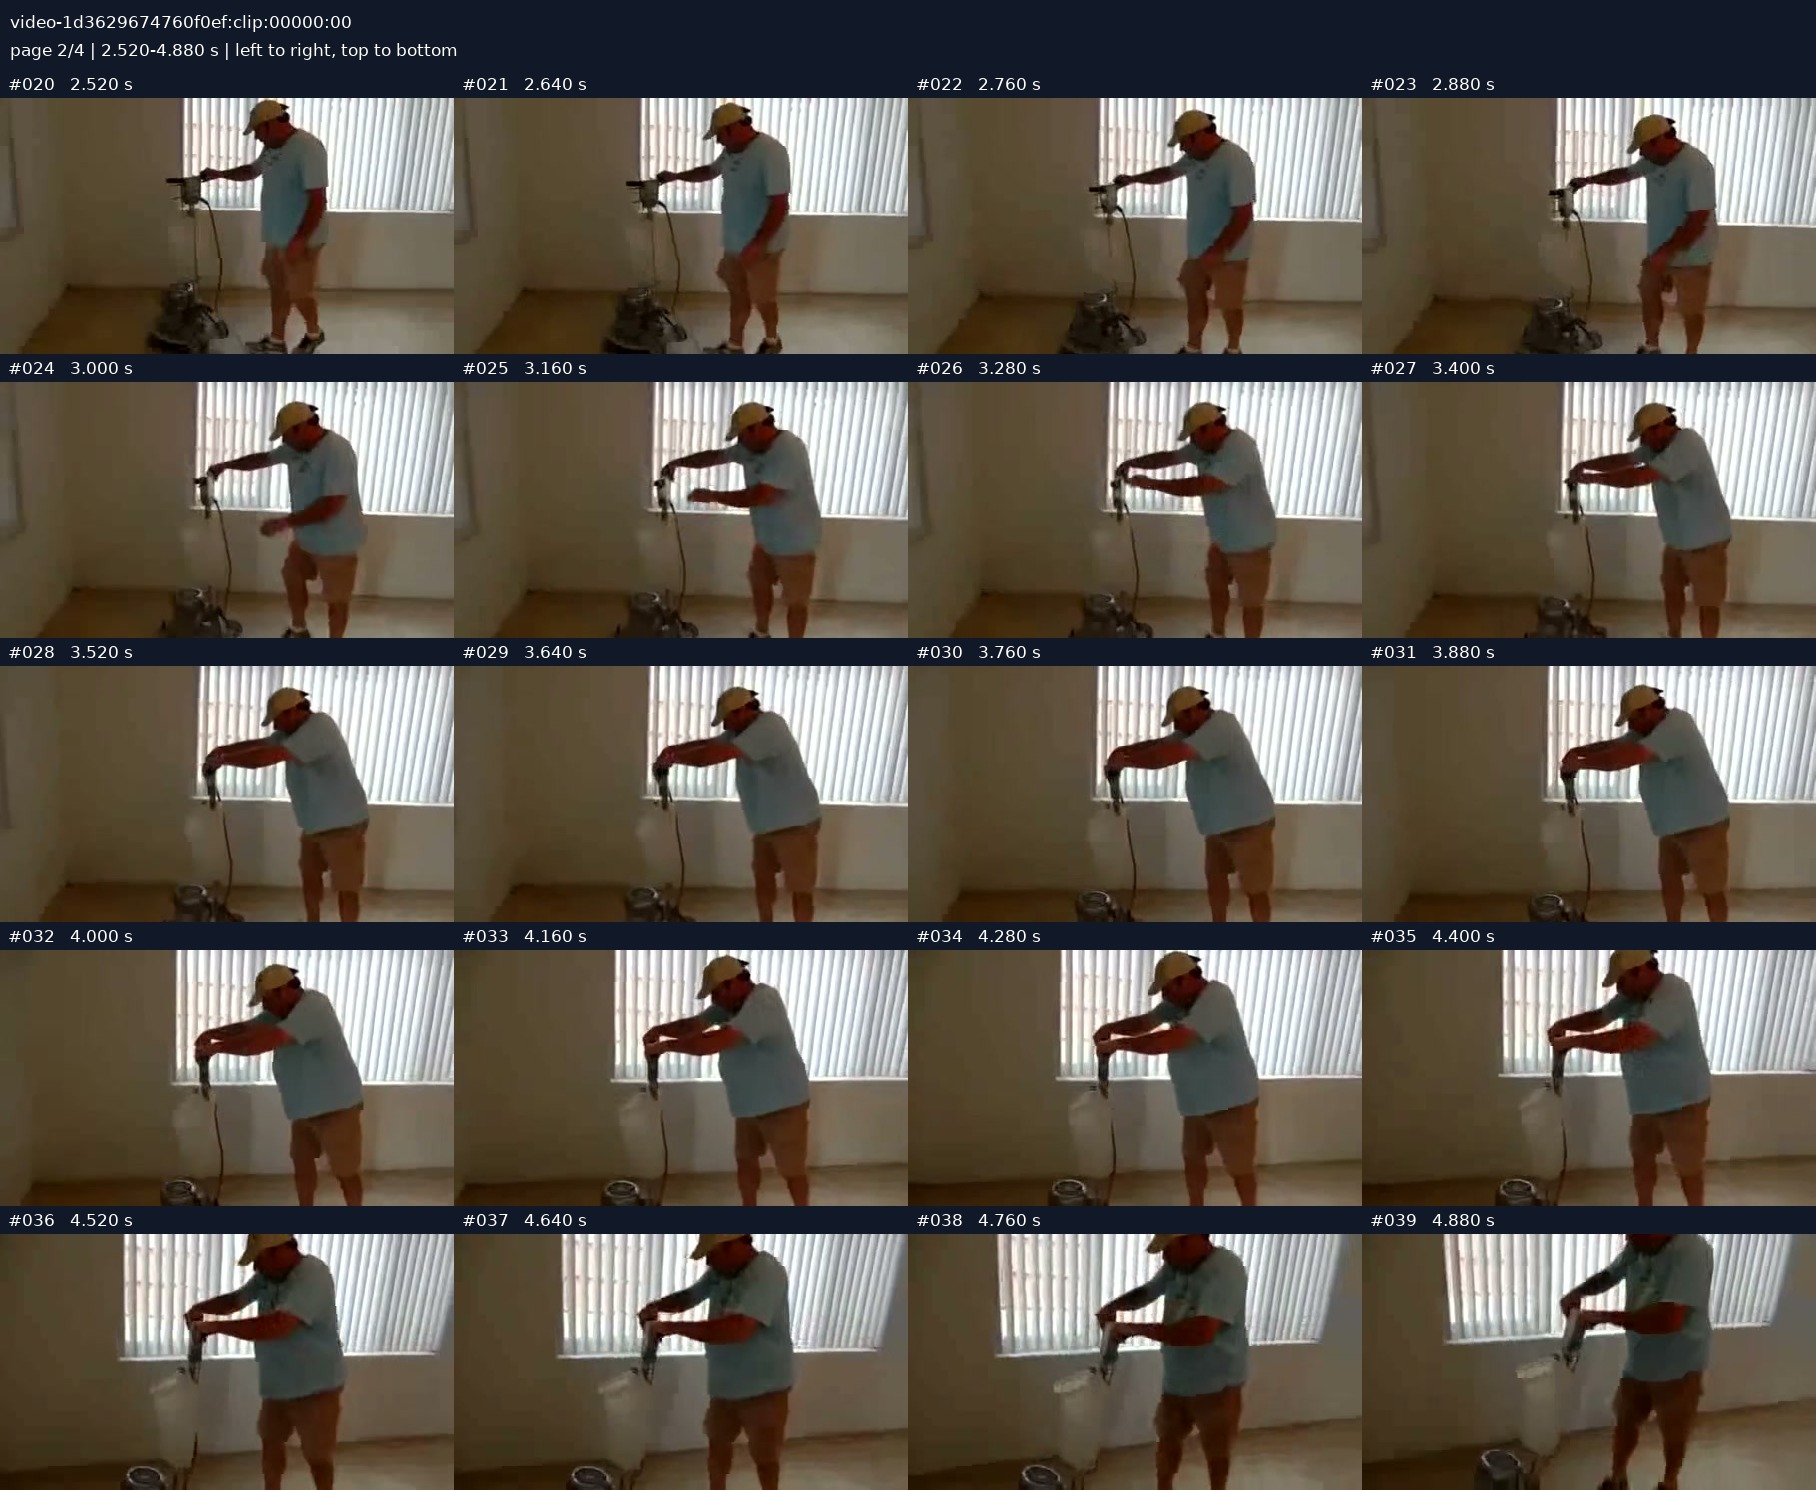 video-1d3629674760f0ef:clip:00000:00
page 2/4 | 2.520-4.880 s | left to right, top to bottom
#020 2.520 s
#021 2.640 s
#022 2.760 s
#023 2.880 s
#024 3.000 s
#025 3.160 s
#026 3.280 s
#027 3.400 s
#028 3.520 s
#029 3.640 s
#030 3.760 s
#031 3.880 s
#032 4.000 s
#033 4.160 s
#034 4.280 s
#035 4.400 s
#036 4.520 s
#037 4.640 s
#038 4.760 s
#039 4.880 s